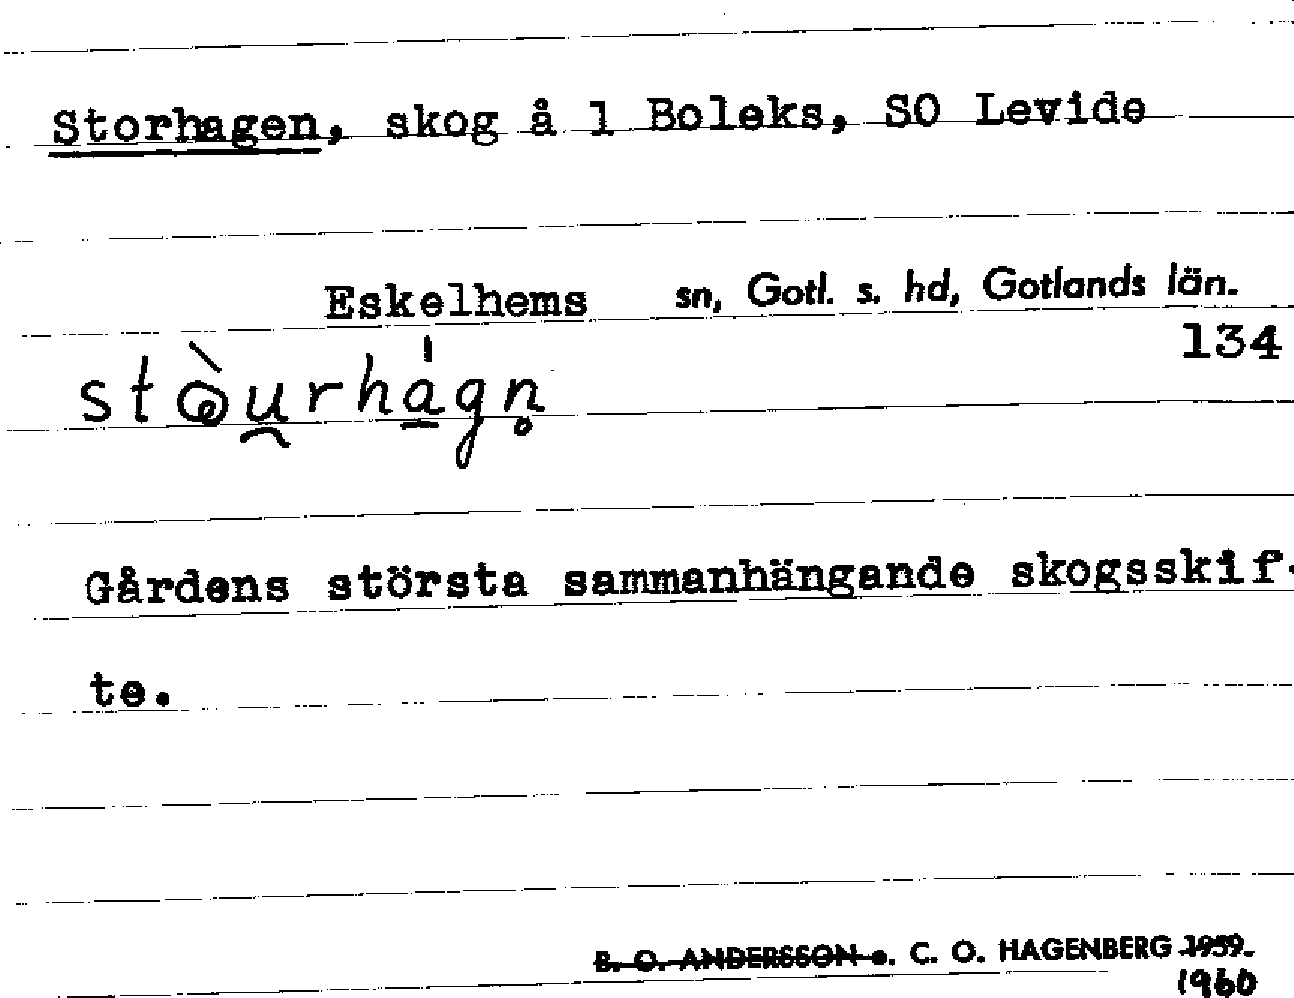 Storhagen, skog å 1 Boleks, SO Levide
Eskelhems sn, Gotl. s. hd, Gotlands län.
134
Gårdens största sammanhängande skogsskif-
te.
B. O. ANDERSSON o. C. O. HAGENBERG 1959.
1960